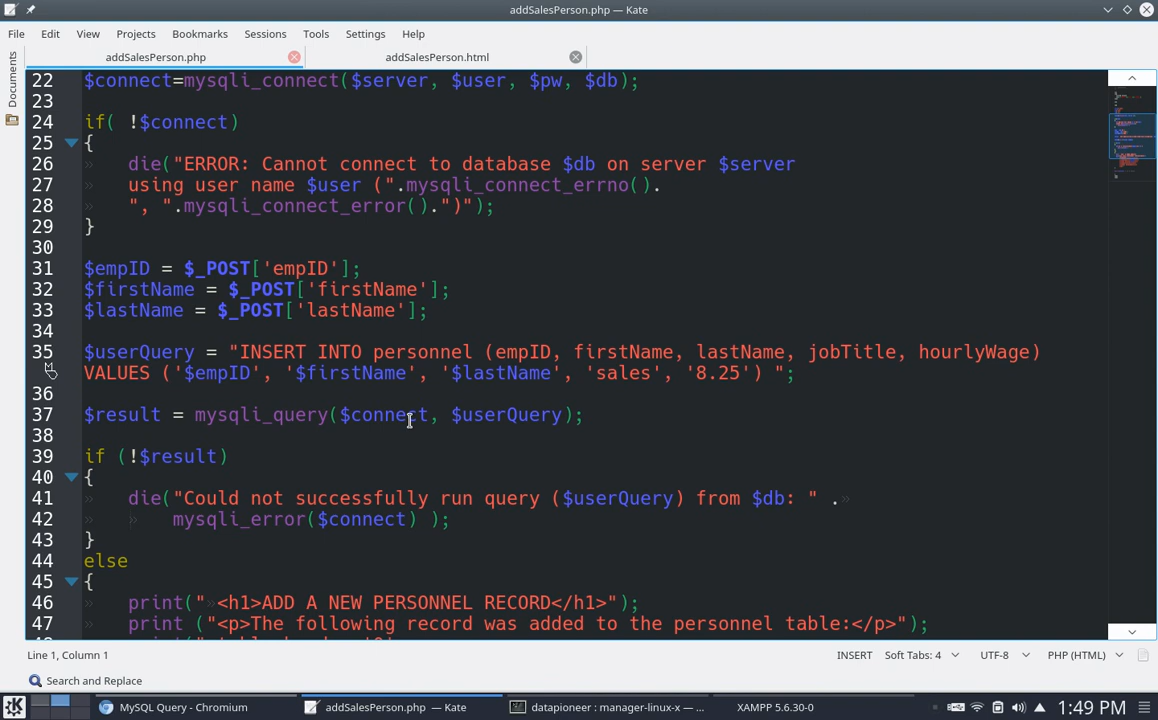 addSalesPerson.php — Kate
File Edit View Projects Bookmarks Sessions Tools Settings Help
addSalesPerson.php addSalesPerson.html
Documents
22 $connect=mysqli_connect($server, $user, $pw, $db);
23
24 if( !$connect)
25 {
26 die("ERROR: Cannot connect to database $db on server $server
27 using user name $user (".mysqli_connect_errno().
28 ", ".mysqli_connect_error().")");
29 }
30
31 $empID = $_POST['empID'];
32 $firstName = $_POST['firstName'];
33 $lastName = $_POST['lastName'];
34
35 $userQuery = "INSERT INTO personnel (empID, firstName, lastName, jobTitle, hourlyWage)
VALUES ('$empID', '$firstName', '$lastName', 'sales', '8.25') ";
36
37 $result = mysqli_query($connect, $userQuery);
38
39 if (!$result)
40 {
41 die("Could not successfully run query ($userQuery) from $db: " .
42 mysqli_error($connect) );
43 }
44 else
45 {
46 print(" <h1>ADD A NEW PERSONNEL RECORD</h1>");
47 print ("<p>The following record was added to the personnel table:</p>");
Line 1, Column 1 INSERT Soft Tabs: 4 UTF-8 PHP (HTML)
Search and Replace
MySQL Query - Chromium addSalesPerson.php — Kate datapioneer : manager-linux-x — ... XAMPP 5.6.30-0 1:49 PM